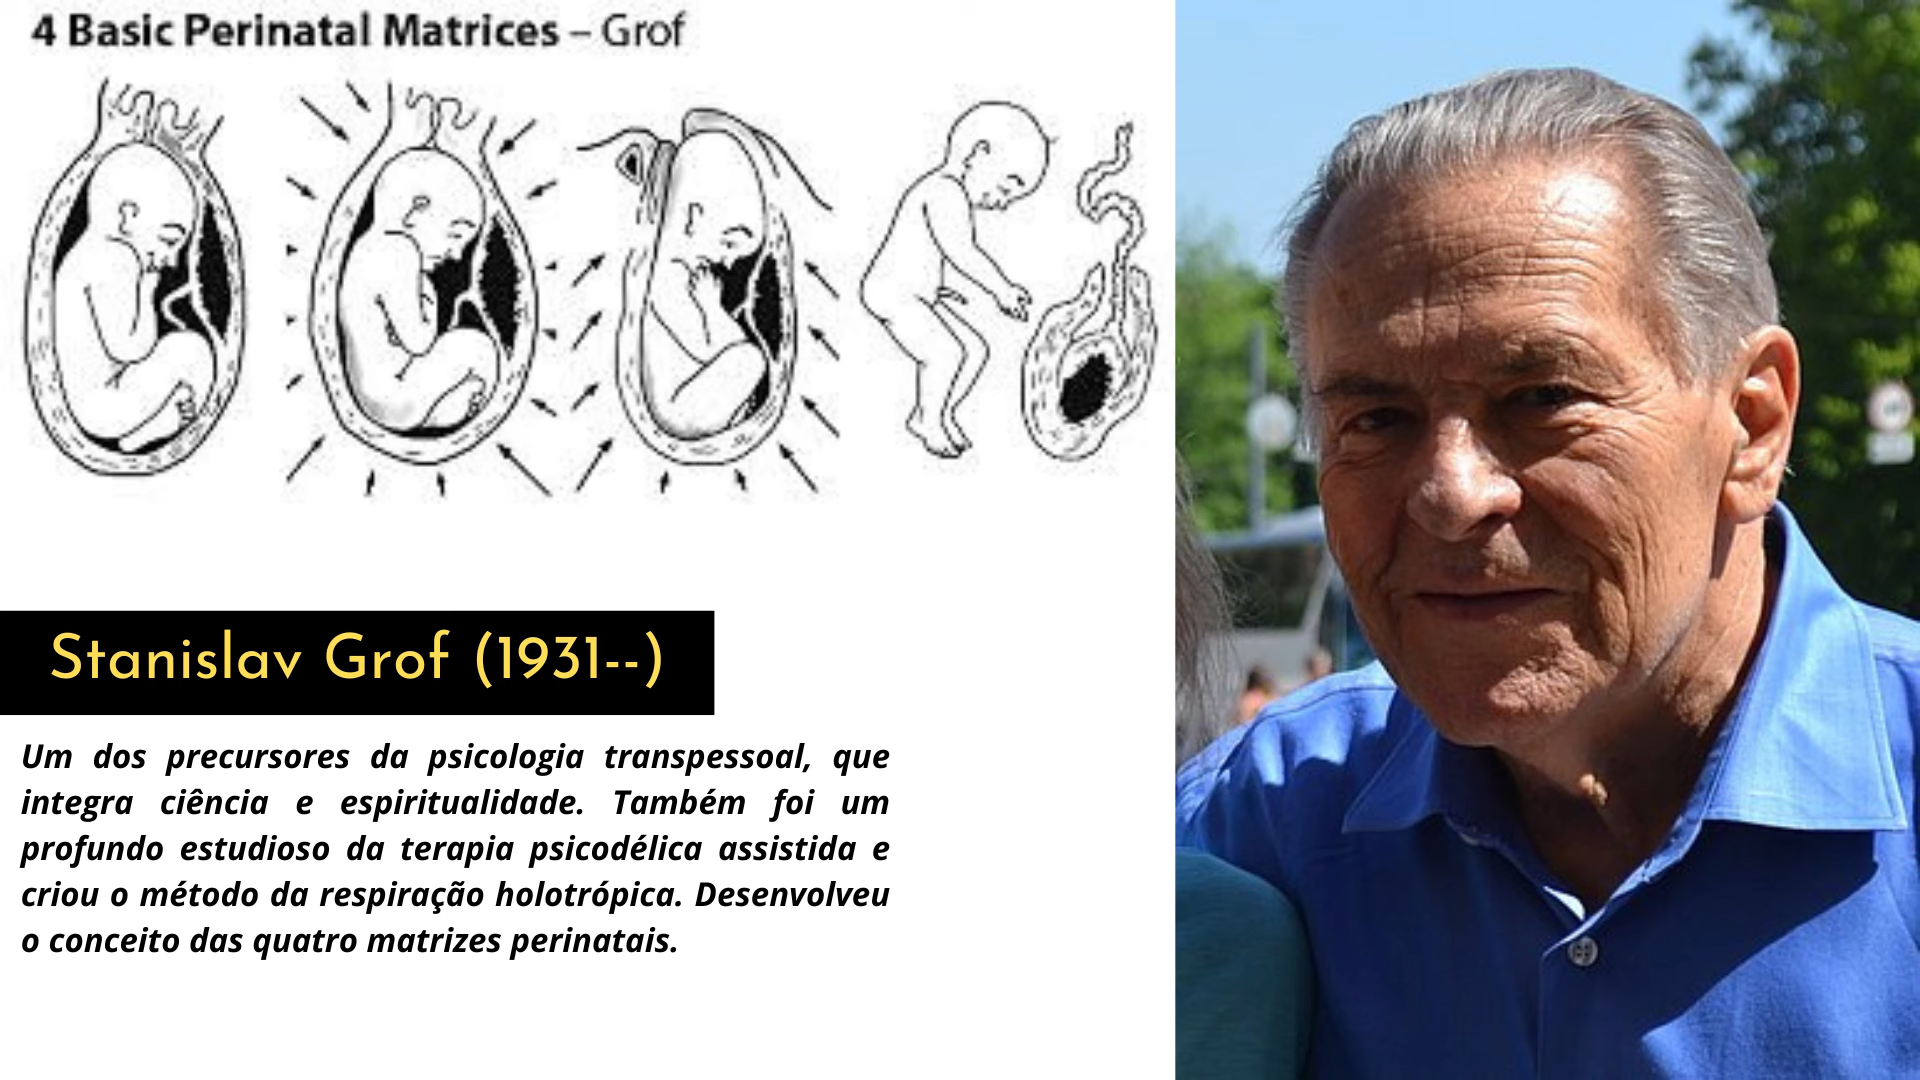 4 Basic Perinatal Matrices – Grof
Stanislav Grof (1931--)
Um dos precursores da psicologia transpessoal, que
integra ciência e espiritualidade. Também foi um
profundo estudioso da terapia psicodélica assistida e
criou o método da respiração holotrópica. Desenvolveu
o conceito das quatro matrizes perinatais.